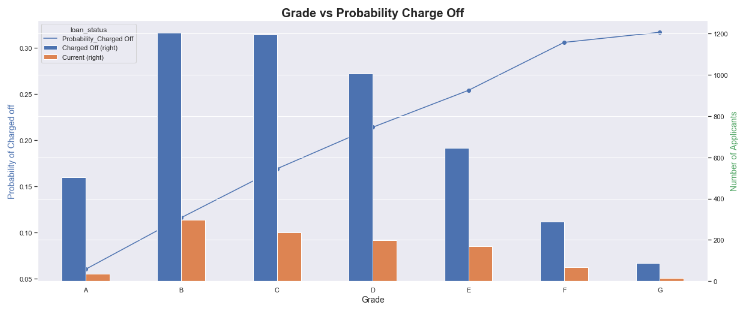 Grade vs Probability Charge Off
loan_status
Probability_Charged Off
Charged Off (right)
Current (right)
Probability of Charged off
0.30
0.25
0.20
0.15
0.10
0.05
1200
1000
800
600
400
200
0
Number of Applicants
A B C D E F G
Grade